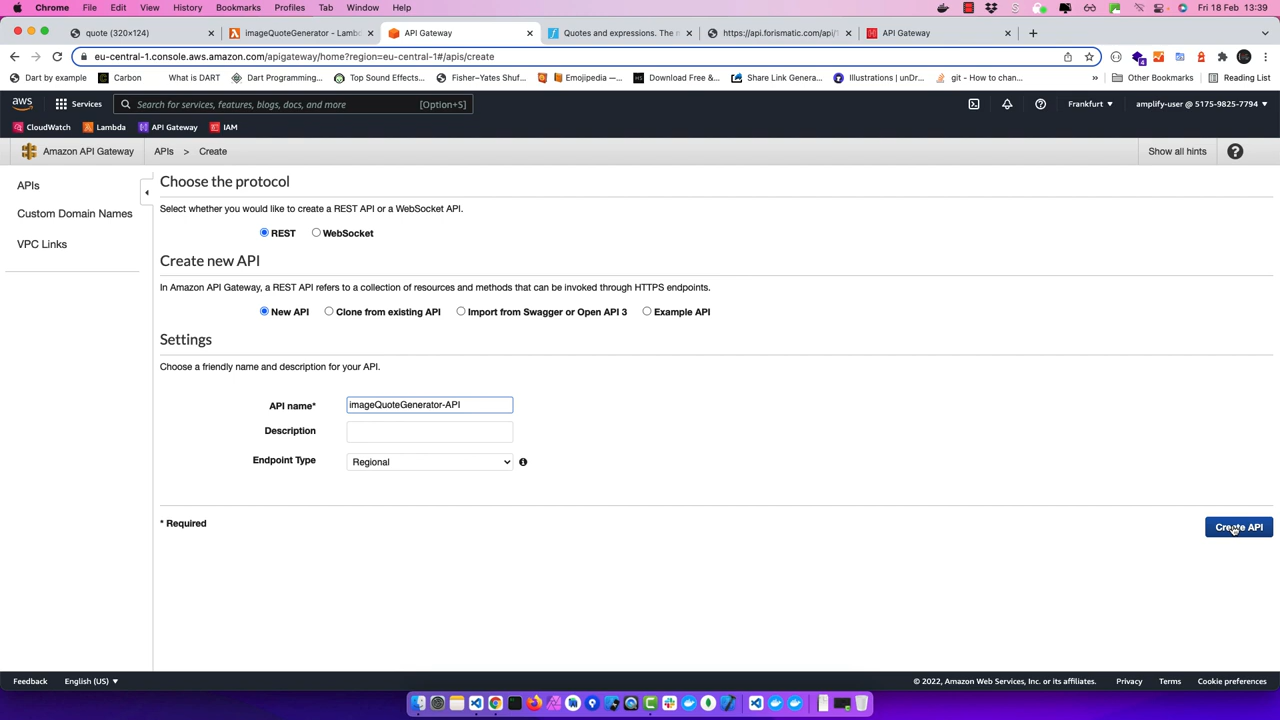 Chrome File Edit View History Bookmarks Profiles Tab Window Help Fri 18 Feb 13:39
quote (320×124) × imageQuoteGenerator - Lamb × API Gateway × Quotes and expressions. The m × https://api.forismatic.com/api/1 × API Gateway × +
eu-central-1.console.aws.amazon.com/apigateway/home?region=eu-central-1#/apis/create
Dart by example Carbon What is DART Dart Programming... Top Sound Effects... Fisher–Yates Shuf... Emojipedia — ... Download Free &... Share Link Genera... Illustrations | unDr... git - How to chan... » Other Bookmarks Reading List
aws Services Search for services, features, blogs, docs, and more [Option+S] Frankfurt ▼ amplify-user @ 5175-9825-7794 ▼
CloudWatch Lambda API Gateway IAM
Amazon API Gateway APIs > Create Show all hints ?
APIs
Custom Domain Names
VPC Links
Choose the protocol
Select whether you would like to create a REST API or a WebSocket API.
REST WebSocket
Create new API
In Amazon API Gateway, a REST API refers to a collection of resources and methods that can be invoked through HTTPS endpoints.
New API Clone from existing API Import from Swagger or Open API 3 Example API
Settings
Choose a friendly name and description for your API.
API name* imageQuoteGenerator-API
Description
Endpoint Type Regional
* Required
Create API
Feedback English (US) ▼ © 2022, Amazon Web Services, Inc. or its affiliates. Privacy Terms Cookie preferences